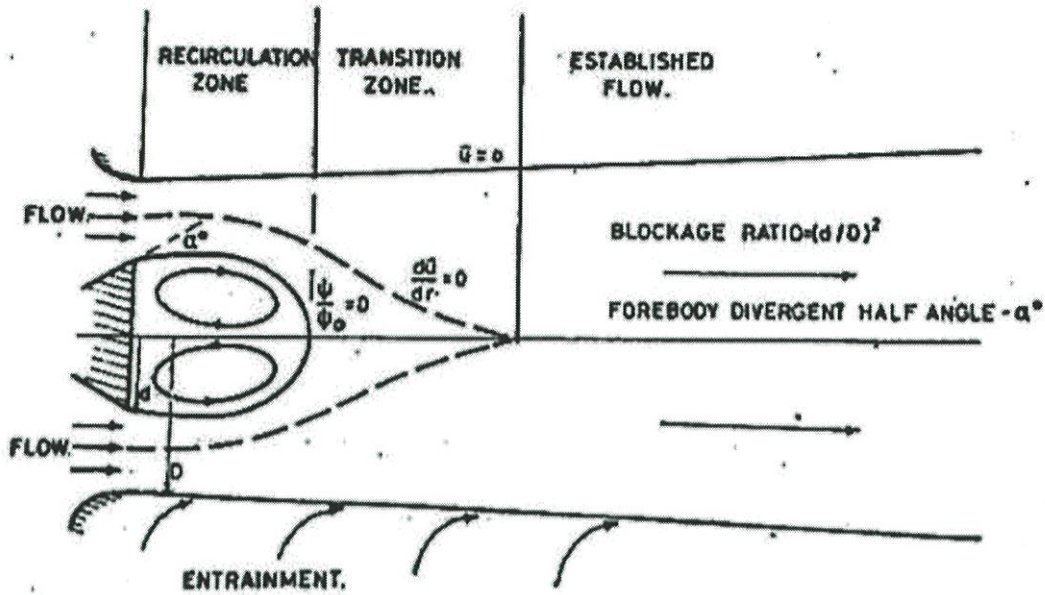 RECIRCULATION
ZONE
TRANSITION
ZONE..
ESTABLISHED
FLOW.
ū = 0
FLOW.
α°
BLOCKAGE RATIO=(d/D)²
dū/dr=0
ψ/ψ₀=0
FOREBODY DIVERGENT HALF ANGLE - α°
d
FLOW.
D
ENTRAINMENT.